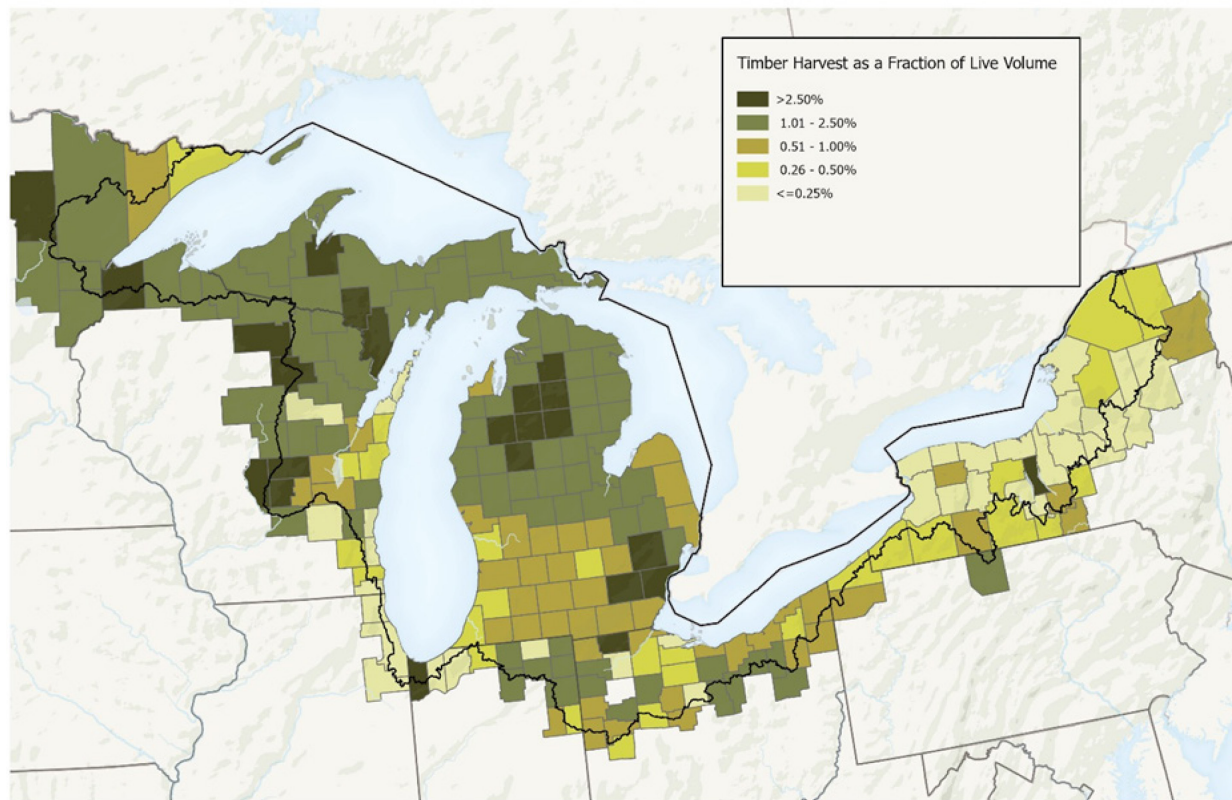 Timber Harvest as a Fraction of Live Volume
>2.50%
1.01 - 2.50%
0.51 - 1.00%
0.26 - 0.50%
<=0.25%